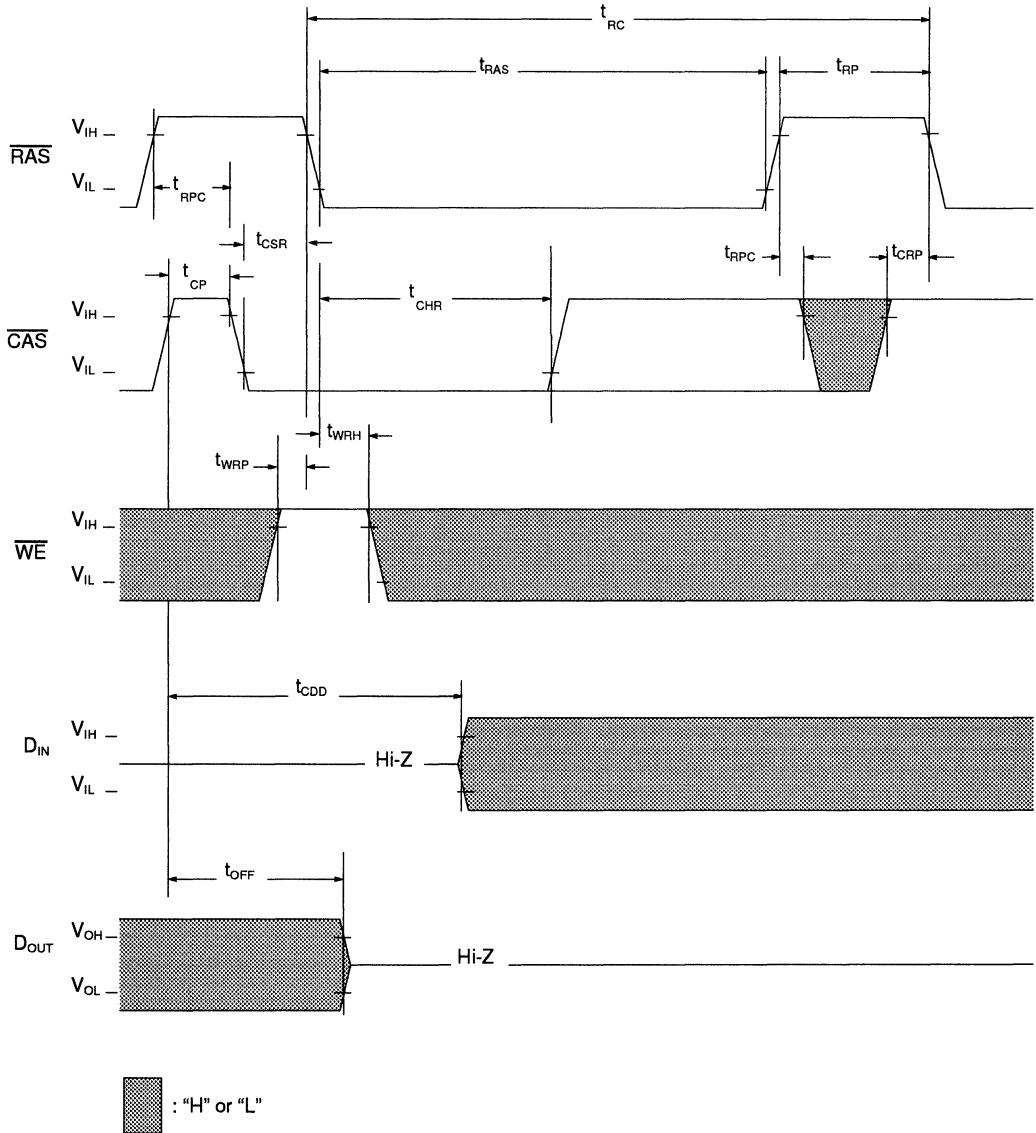 tRC
tRAS
tRP
RAS
VIH
VIL
tRPC
tCSR
tRPC
tCRP
tCP
tCHR
CAS
VIH
VIL
tWRH
tWRP
WE
VIH
VIL
tCDD
DIN
VIH
Hi-Z
VIL
tOFF
DOUT
VOH
Hi-Z
VOL
: “H” or “L”